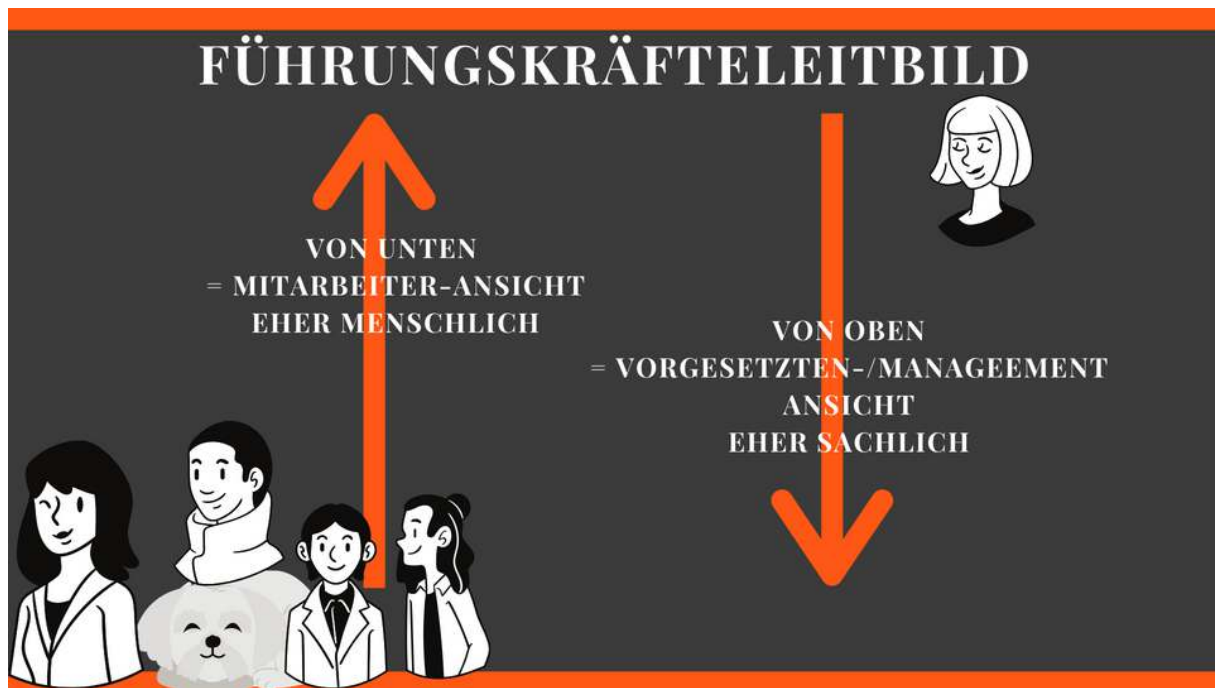 FÜHRUNGSKRÄFTELEITBILD
VON UNTEN
= MITARBEITER-ANSICHT
EHER MENSCHLICH
VON OBEN
= VORGESETZTEN-/MANAGEEMENT
ANSICHT
EHER SACHLICH